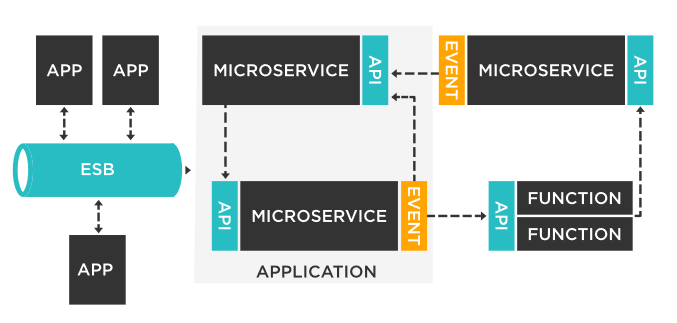 APP
APP
ESB
APP
MICROSERVICE
API
API
MICROSERVICE
EVENT
APPLICATION
EVENT
MICROSERVICE
API
API
FUNCTION
FUNCTION